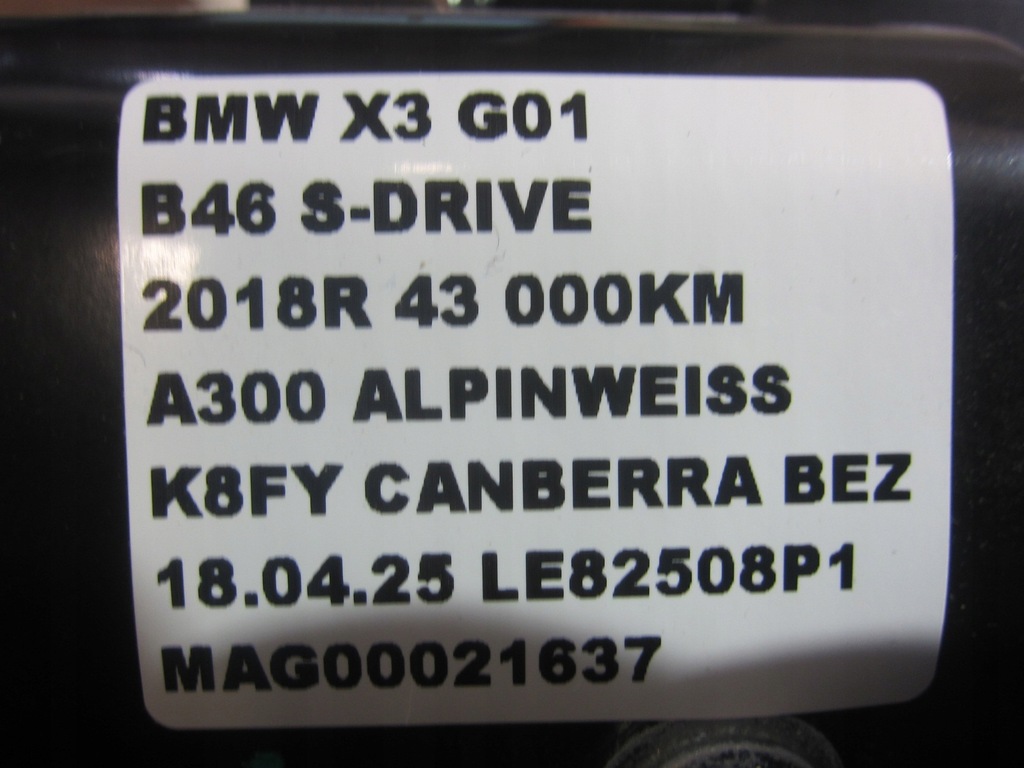 BMW X3 G01
B46 S-DRIVE
2018R 43 000KM
A300 ALPINWEISS
K8FY CANBERRA BEZ
18.04.25 LE82508P1
MAG00021637